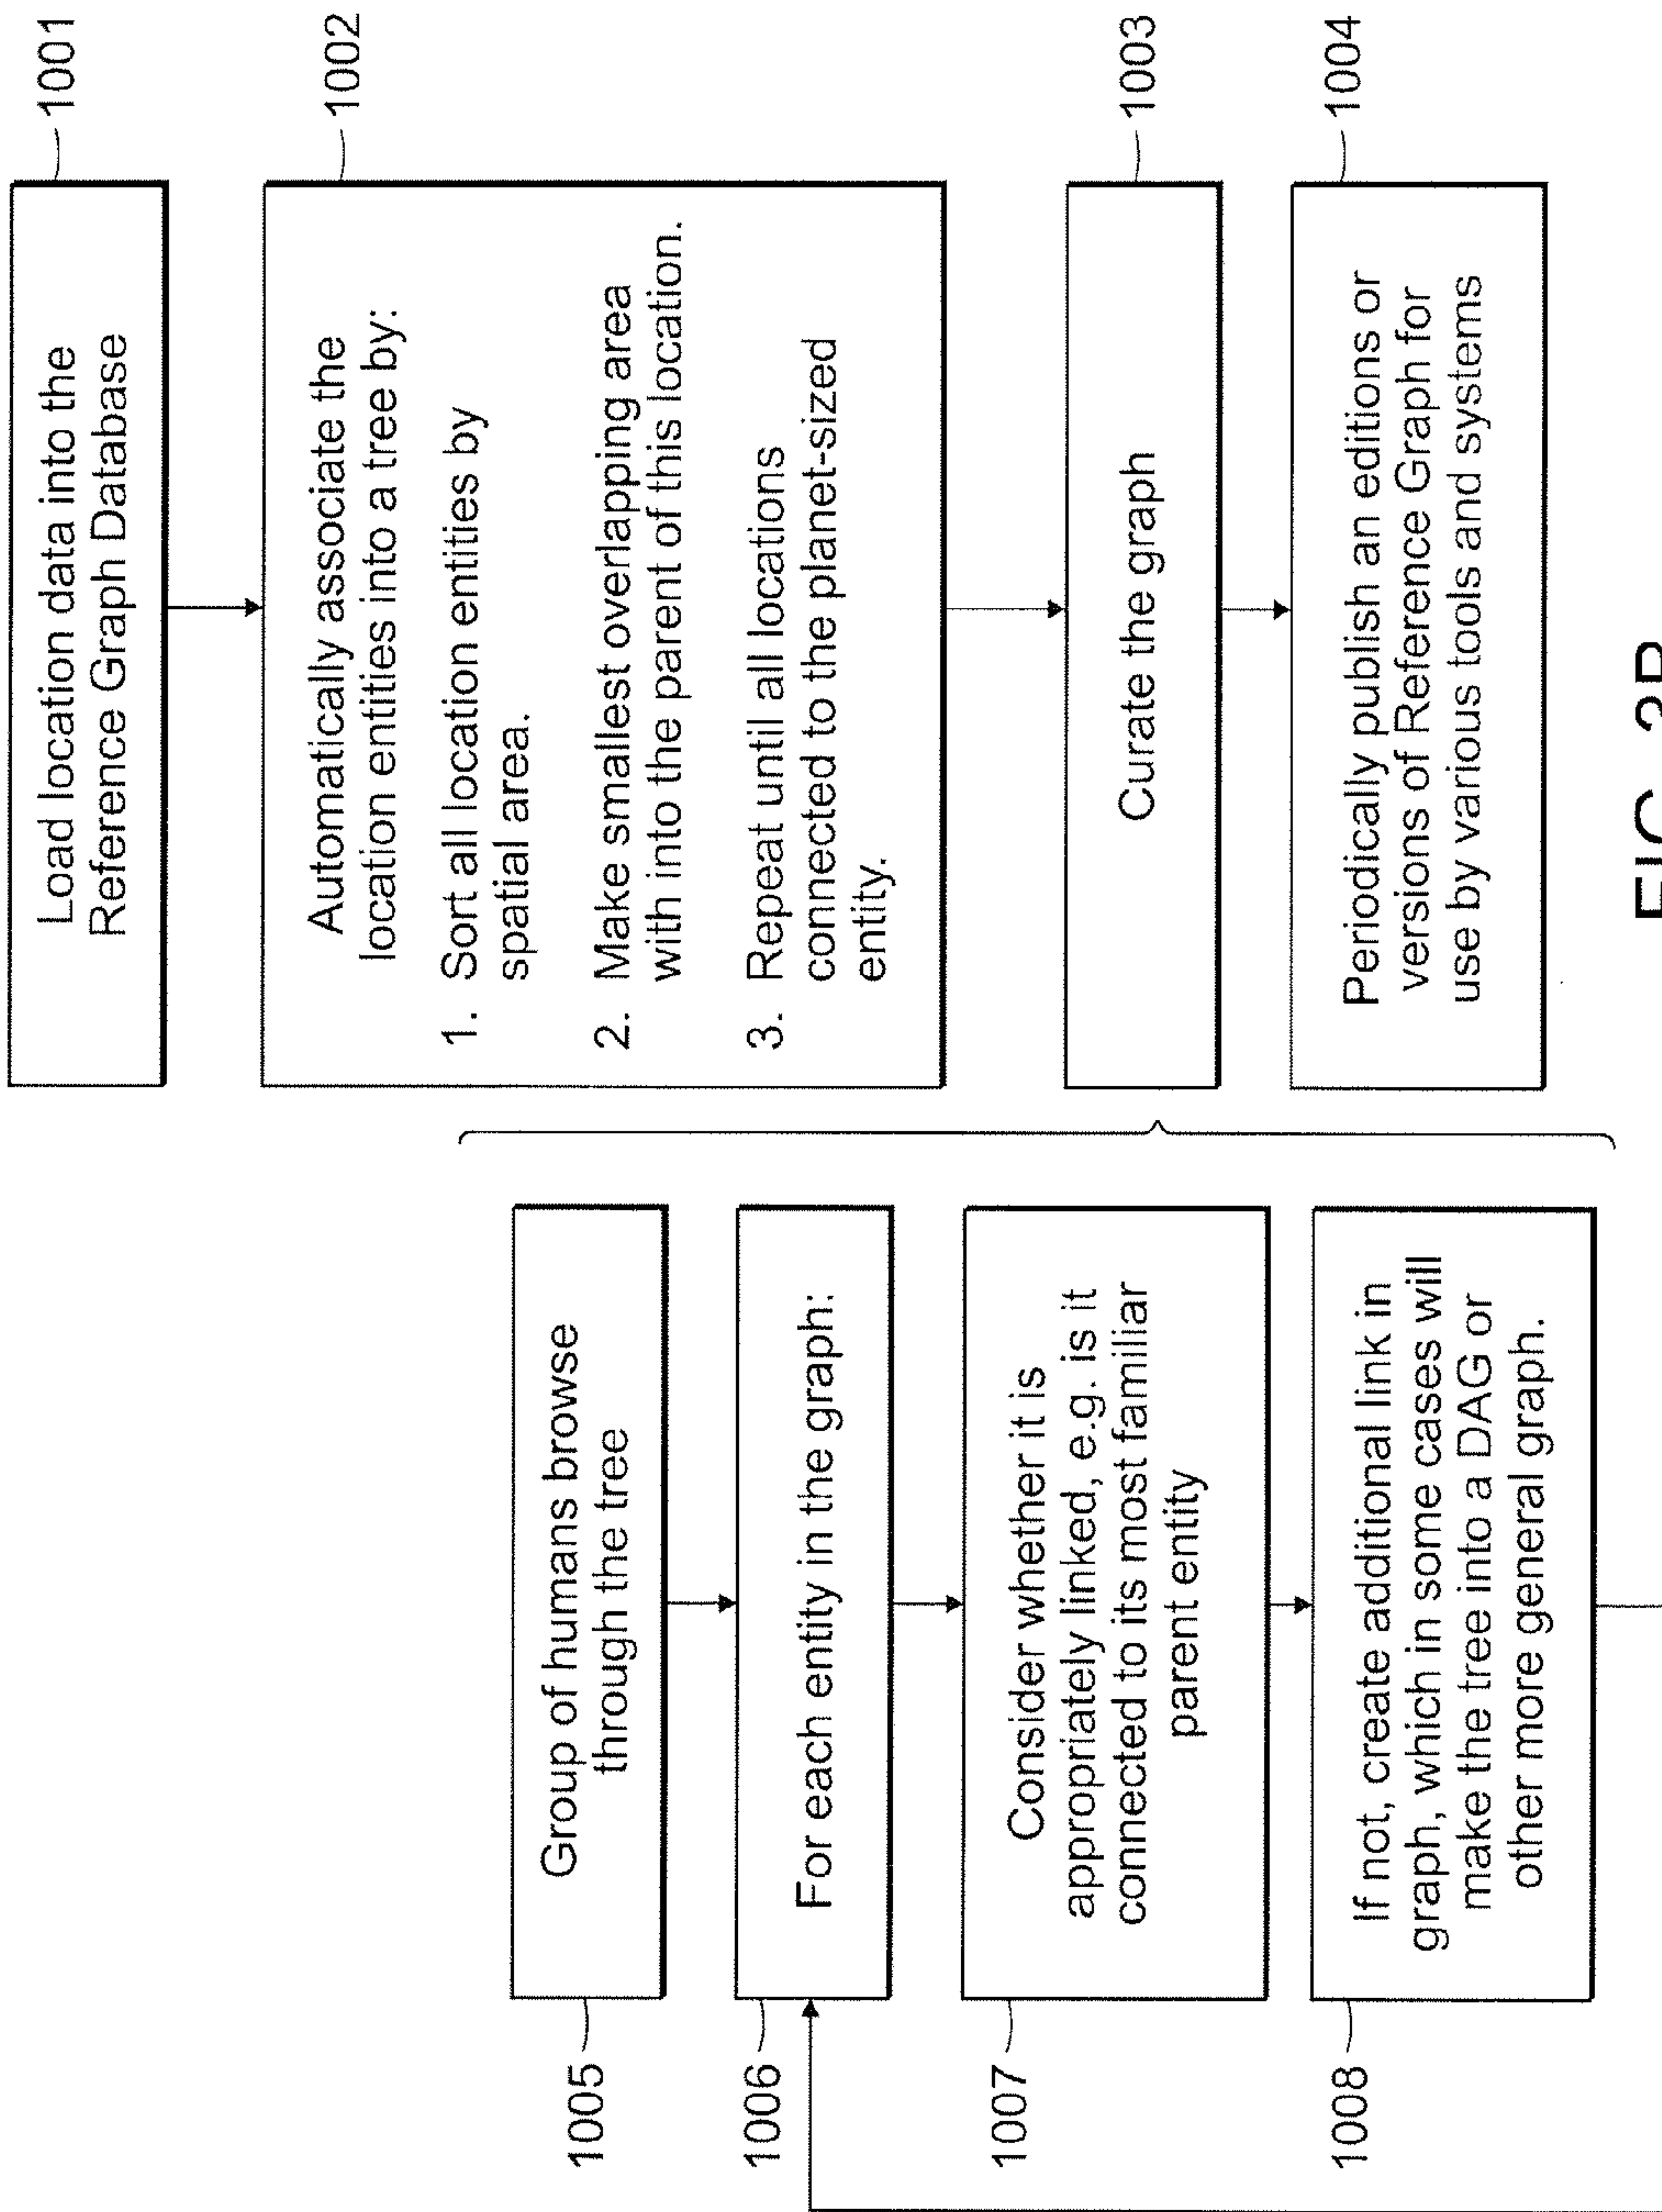 Load location data into the
Reference Graph Database
1001
Automatically associate the
location entities into a tree by:
1. Sort all location entities by
spatial area.
2. Make smallest overlapping area
with into the parent of this location.
3. Repeat until all locations
connected to the planet-sized
entity.
1002
Curate the graph
1003
Periodically publish an editions or
versions of Reference Graph for
use by various tools and systems
1004
1005
Group of humans browse
through the tree
1006
For each entity in the graph:
1007
Consider whether it is
appropriately linked, e.g. is it
connected to its most familiar
parent entity
1008
If not, create additional link in
graph, which in some cases will
make the tree into a DAG or
other more general graph.